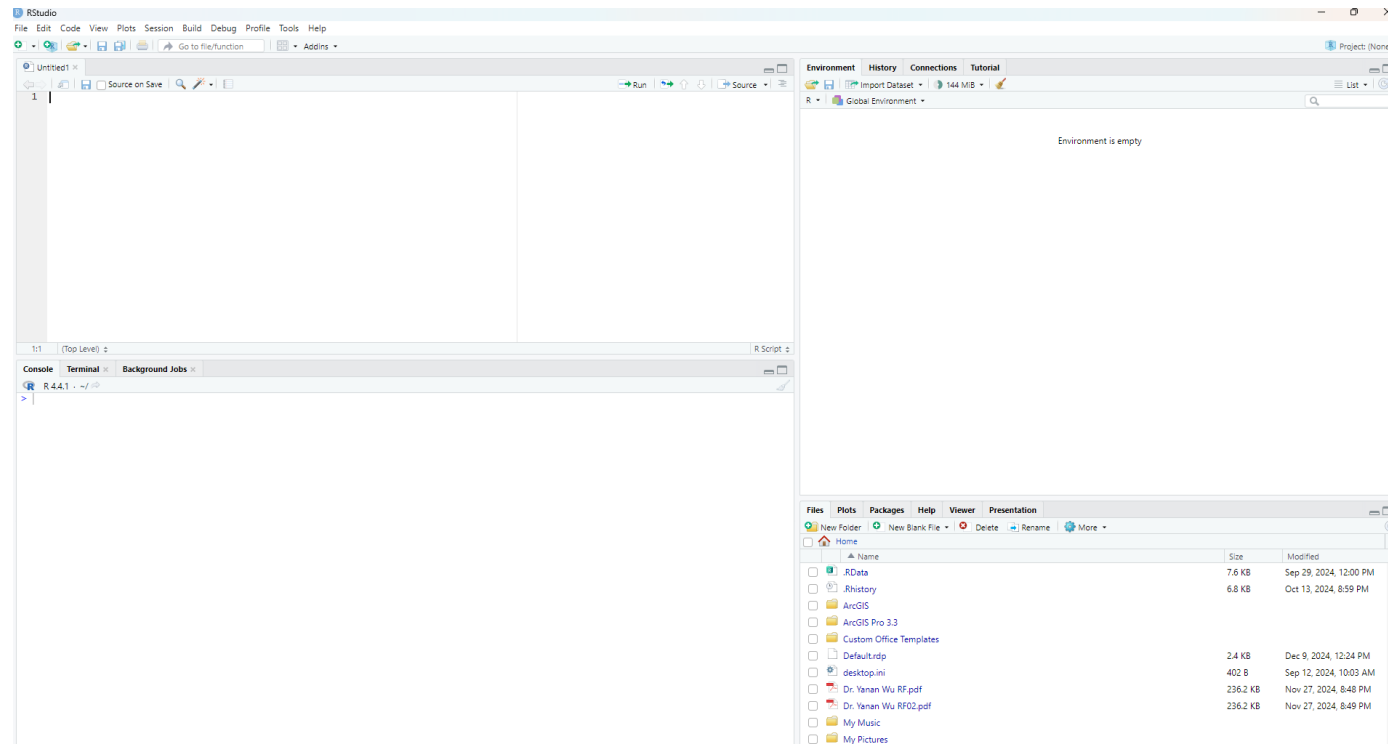 RStudio
File Edit Code View Plots Session Build Debug Profile Tools Help
Go to file/function Addins Project: (None
Untitled1
Source on Save Run Source
1
1:1 (Top Level) R Script
Console Terminal Background Jobs
R 4.4.1 · ~/
>
Environment History Connections Tutorial
Import Dataset 144 MiB List
R Global Environment
Environment is empty
Files Plots Packages Help Viewer Presentation
New Folder New Blank File Delete Rename More
Home
Name Size Modified
.RData 7.6 KB Sep 29, 2024, 12:00 PM
.Rhistory 6.8 KB Oct 13, 2024, 8:59 PM
ArcGIS
ArcGIS Pro 3.3
Custom Office Templates
Default.rdp 2.4 KB Dec 9, 2024, 12:24 PM
desktop.ini 402 B Sep 12, 2024, 10:03 AM
Dr. Yanan Wu RF.pdf 236.2 KB Nov 27, 2024, 8:48 PM
Dr. Yanan Wu RF02.pdf 236.2 KB Nov 27, 2024, 8:49 PM
My Music
My Pictures